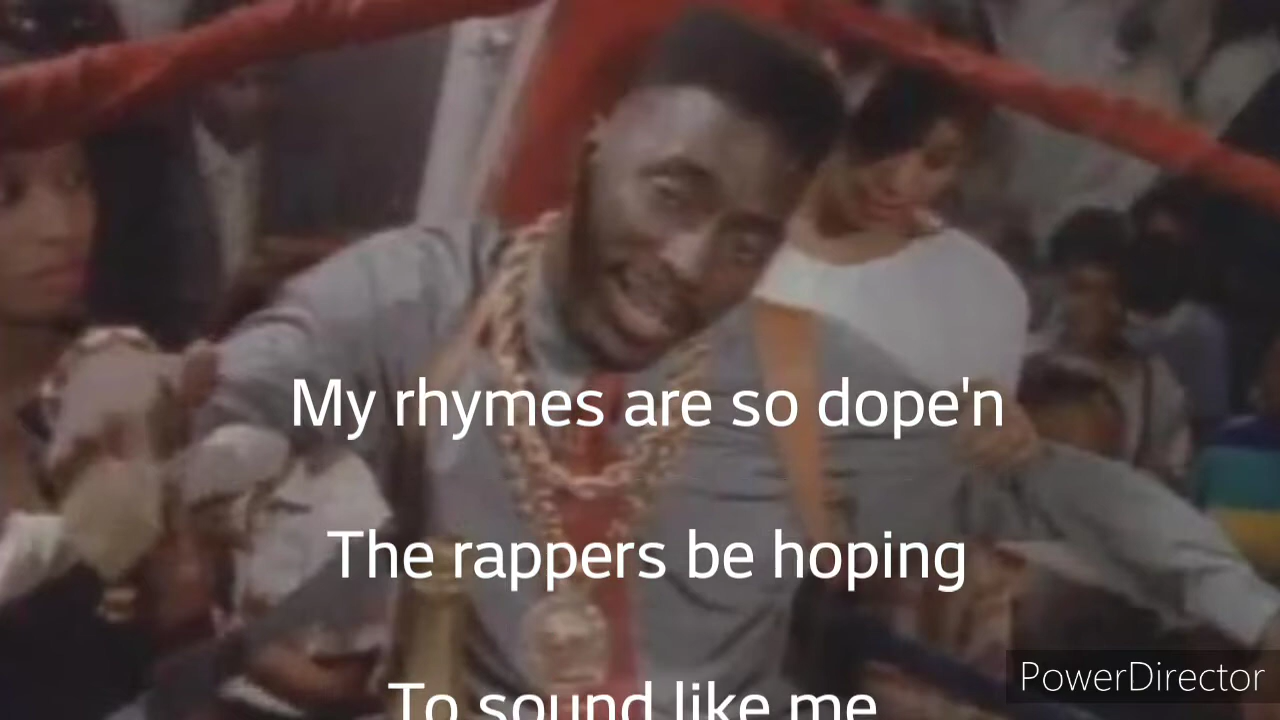 My rhymes are so dope'n
The rappers be hoping
To sound like me
PowerDirector